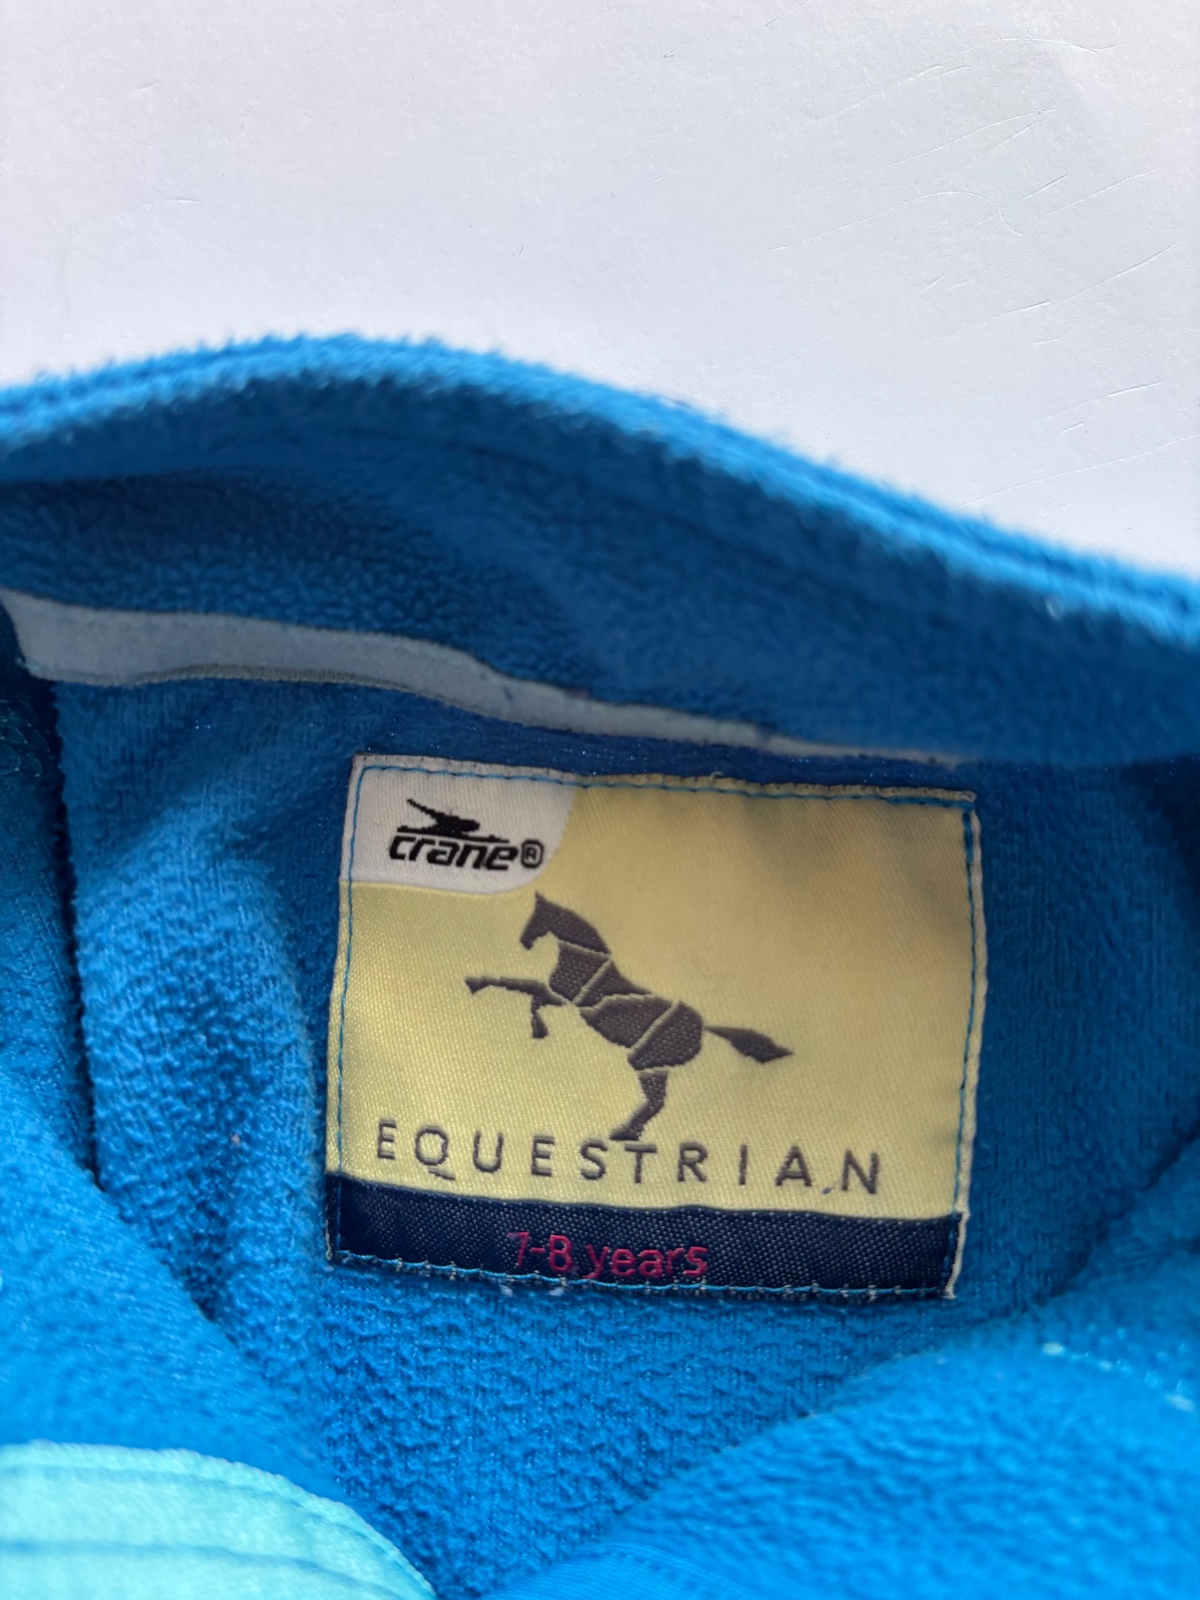 crane®
EQUESTRIAN
7-8 years